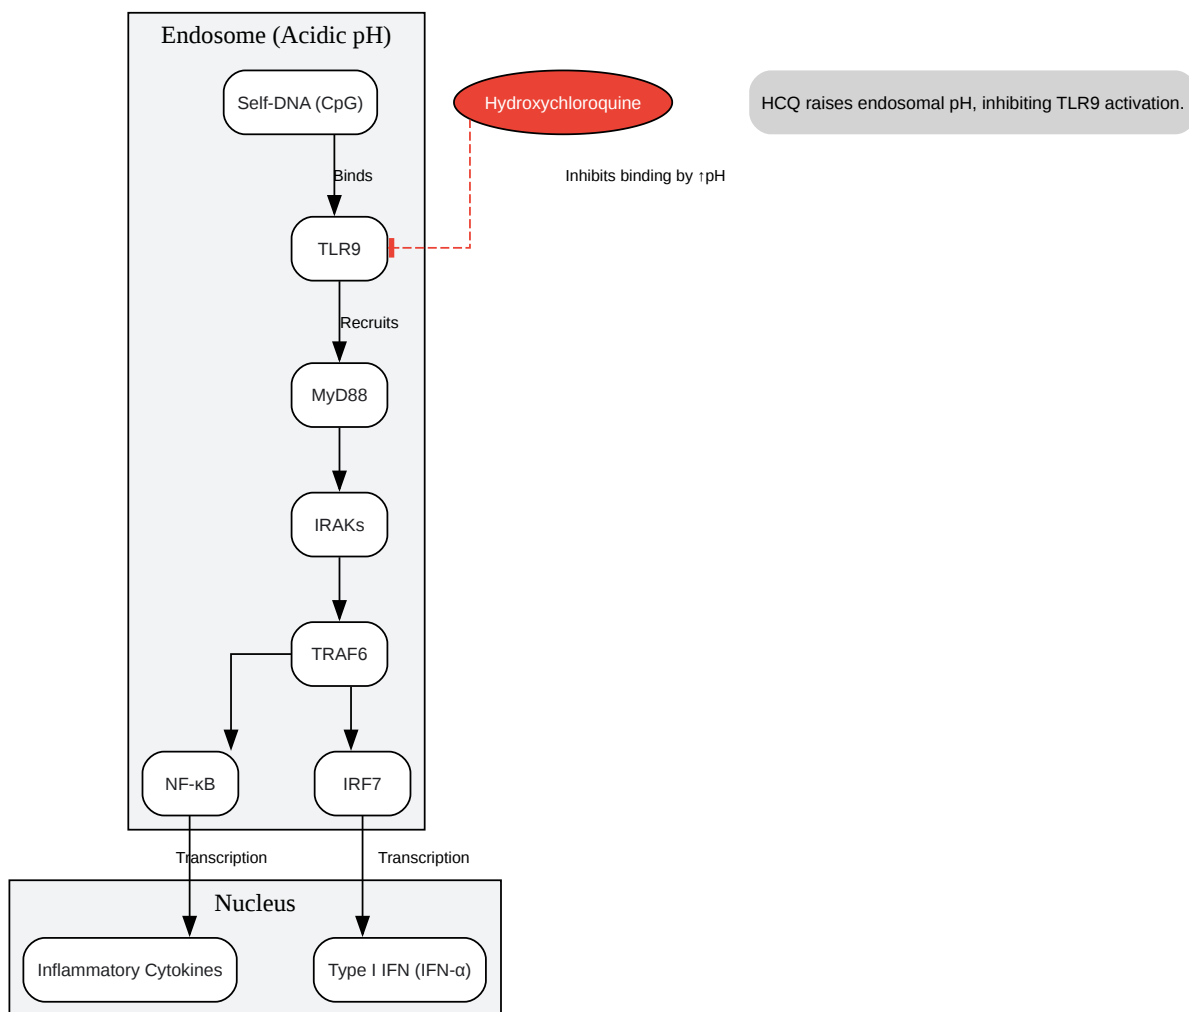 Endosome (Acidic pH)
Self-DNA (CpG)
Hydroxychloroquine
HCQ raises endosomal pH, inhibiting TLR9 activation.
Binds
Inhibits binding by ↑pH
TLR9
Recruits
MyD88
IRAKs
TRAF6
NF-κB
IRF7
Transcription
Transcription
Nucleus
Inflammatory Cytokines
Type I IFN (IFN-α)